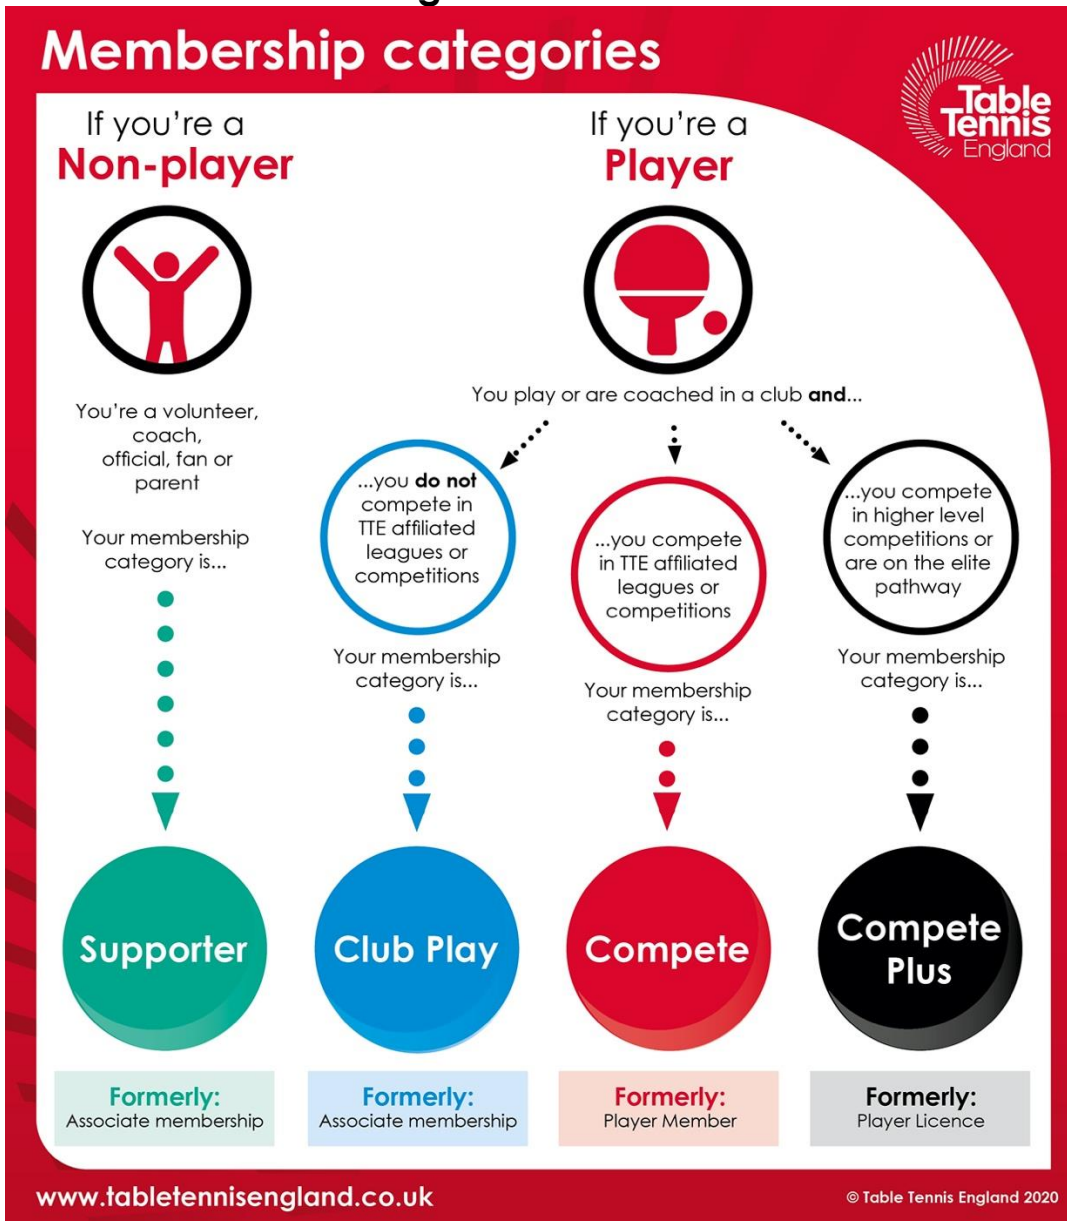 Membership categories
Table
Tennis
England
If you're a
Non-player
You're a volunteer,
coach,
official, fan or
parent
Your membership
category is...
If you're a
Player
You play or are coached in a club and...
...you do not
compete in
TTE affiliated
leagues or
competitions
Your membership
category is...
...you compete
in TTE affiliated
leagues or
competitions
Your membership
category is...
...you compete
in higher level
competitions or
are on the elite
pathway
Your membership
category is...
Supporter
Club Play
Compete
Compete
Plus
Formerly:
Associate membership
Formerly:
Associate membership
Formerly:
Player Member
Formerly:
Player Licence
www.tabletennisengland.co.uk
© Table Tennis England 2020